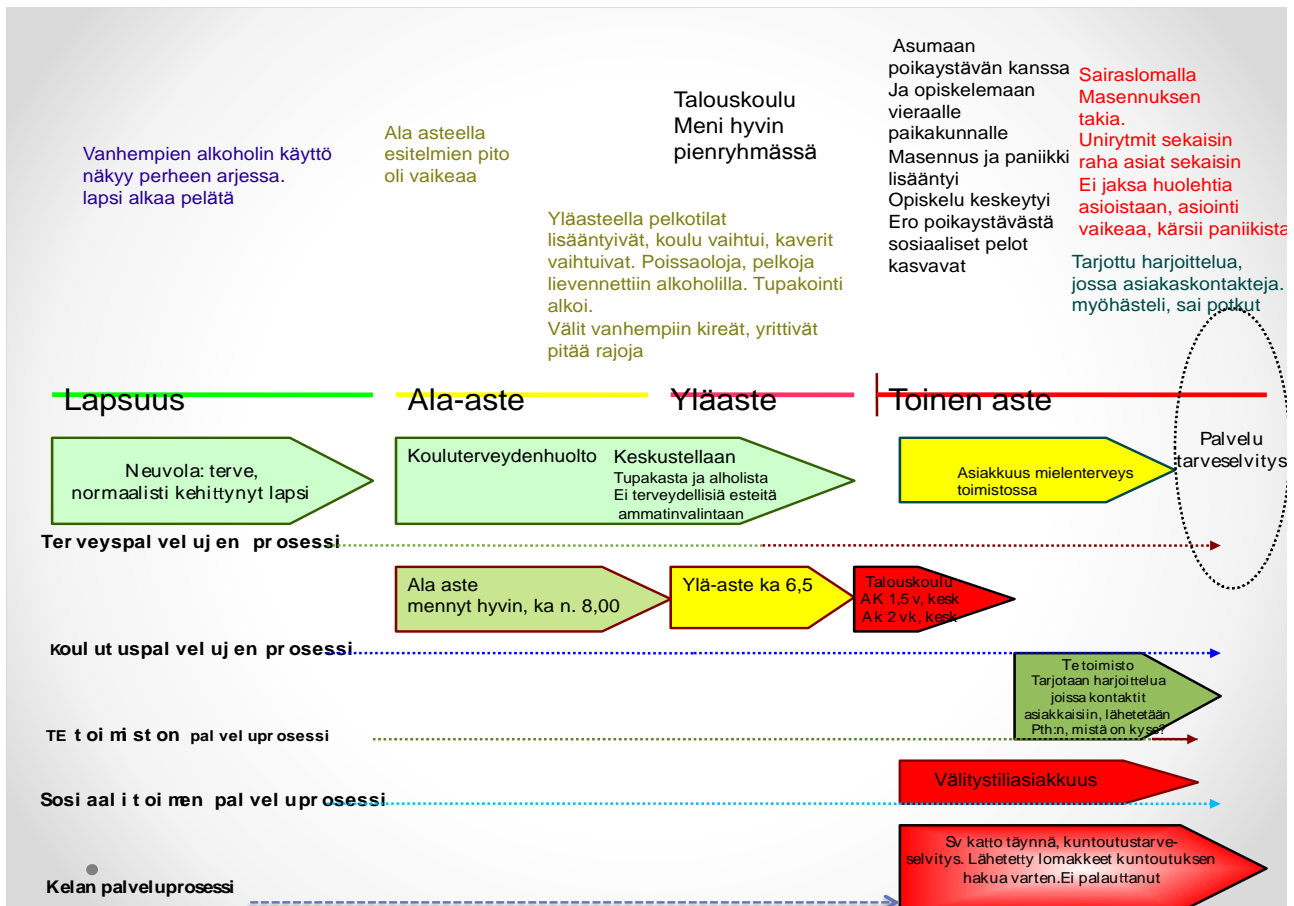 Vanhempien alkoholin käyttö
näkyy perheen arjessa.
lapsi alkaa pelätä
Ala asteella
esitelmien pito
oli vaikeaa
Yläasteella pelkotilat
lisääntyivät, koulu vaihtui, kaverit
vaihtuivat. Poissaoloja, pelkoja
lievennettiin alkoholilla. Tupakointi
alkoi.
Välit vanhempiin kireät, yrittivät
pitää rajoja
Talouskoulu
Meni hyvin
pienryhmässä
Asumaan
poikaystävän kanssa
Ja opiskelemaan
vieraalle
paikakunnalle
Masennus ja paniikki
lisääntyi
Opiskelu keskeytyi
Ero poikaystävästä
sosiaaliset pelot
kasvavat
Sairaslomalla
Masennuksen
takia.
Unirytmit sekaisin
raha asiat sekaisin
Ei jaksa huolehtia
asioistaan, asiointi
vaikeaa, kärsii paniikista
Tarjottu harjoittelua,
jossa asiakaskontakteja.
myöhästeli, sai potkut
Lapsuus
Ala-aste
Yläaste
Toinen aste
Neuvola: terve,
normaalisti kehittynyt lapsi
Kouluterveydenhuolto
Keskustellaan
Tupakasta ja alholista
Ei terveydellisiä esteitä
ammatinvalintaan
Asiakkuus mielenterveys
toimistossa
Palvelu
tarveselvitys
Terveyspalvelujen prosessi
Ala aste
mennyt hyvin, ka n. 8,00
Ylä-aste ka 6,5
Talouskoulu
AK 1,5 v, kesk
Ak 2 vk, kesk
Koulutuspalvelujen prosessi
Te toimisto
Tarjotaan harjoittelua
joissa kontaktit
asiakkaisiin, lähetetään
Pth:n, mistä on kyse?
TE toimiston palveluprosessi
Välitystiliasiakkuus
Sosiaalitoimen palveluprosessi
Sv katto täynnä, kuntoutustarve-
selvitys. Lähetetty lomakkeet kuntoutuksen
hakua varten.Ei palauttanut
Kelan palveluprosessi